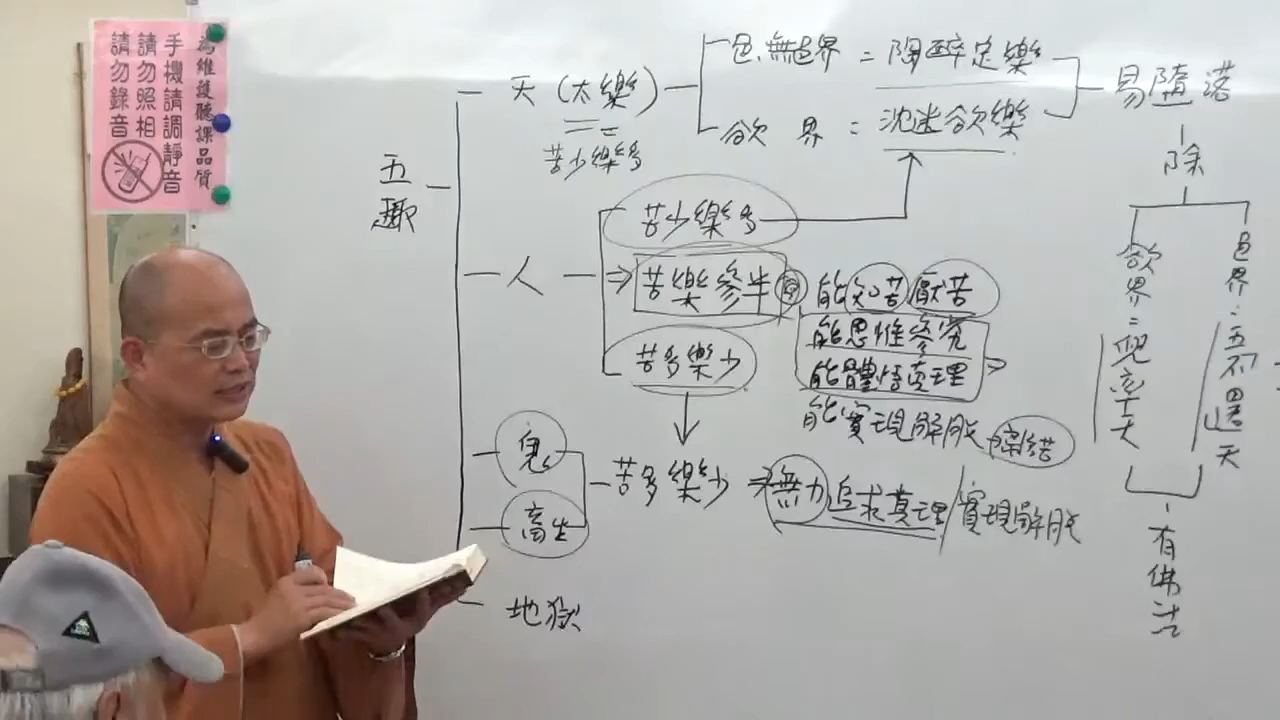 為維護聽課品質
手機請調靜音
請勿照相
請勿錄音
五趣
天(太樂)
苦少樂多
色、無色界 = 陶醉定樂
欲 界 : 沈迷欲樂
易墮落
除
欲界=兜率天
色界:五不還天
有佛法
人
苦少樂多
苦樂參半
苦多樂少
能知苦厭苦
能思惟參究
能體悟真理
能實現解脫
鬼
畜生
苦多樂少
無力追求真理/實現解脫
地獄